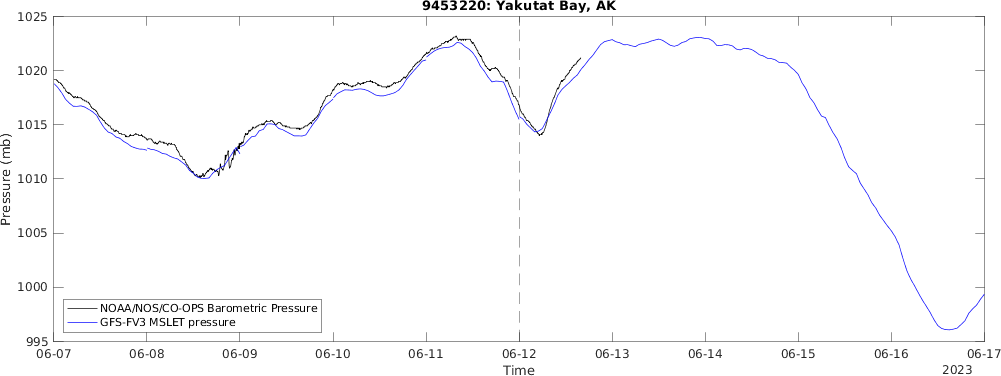 9453220: Yakutat Bay, AK
Pressure (mb)
1025
1020
1015
1010
1005
1000
995
NOAA/NOS/CO-OPS Barometric Pressure
GFS-FV3 MSLET pressure
06-07 06-08 06-09 06-10 06-11 06-12 06-13 06-14 06-15 06-16 06-17
Time
2023